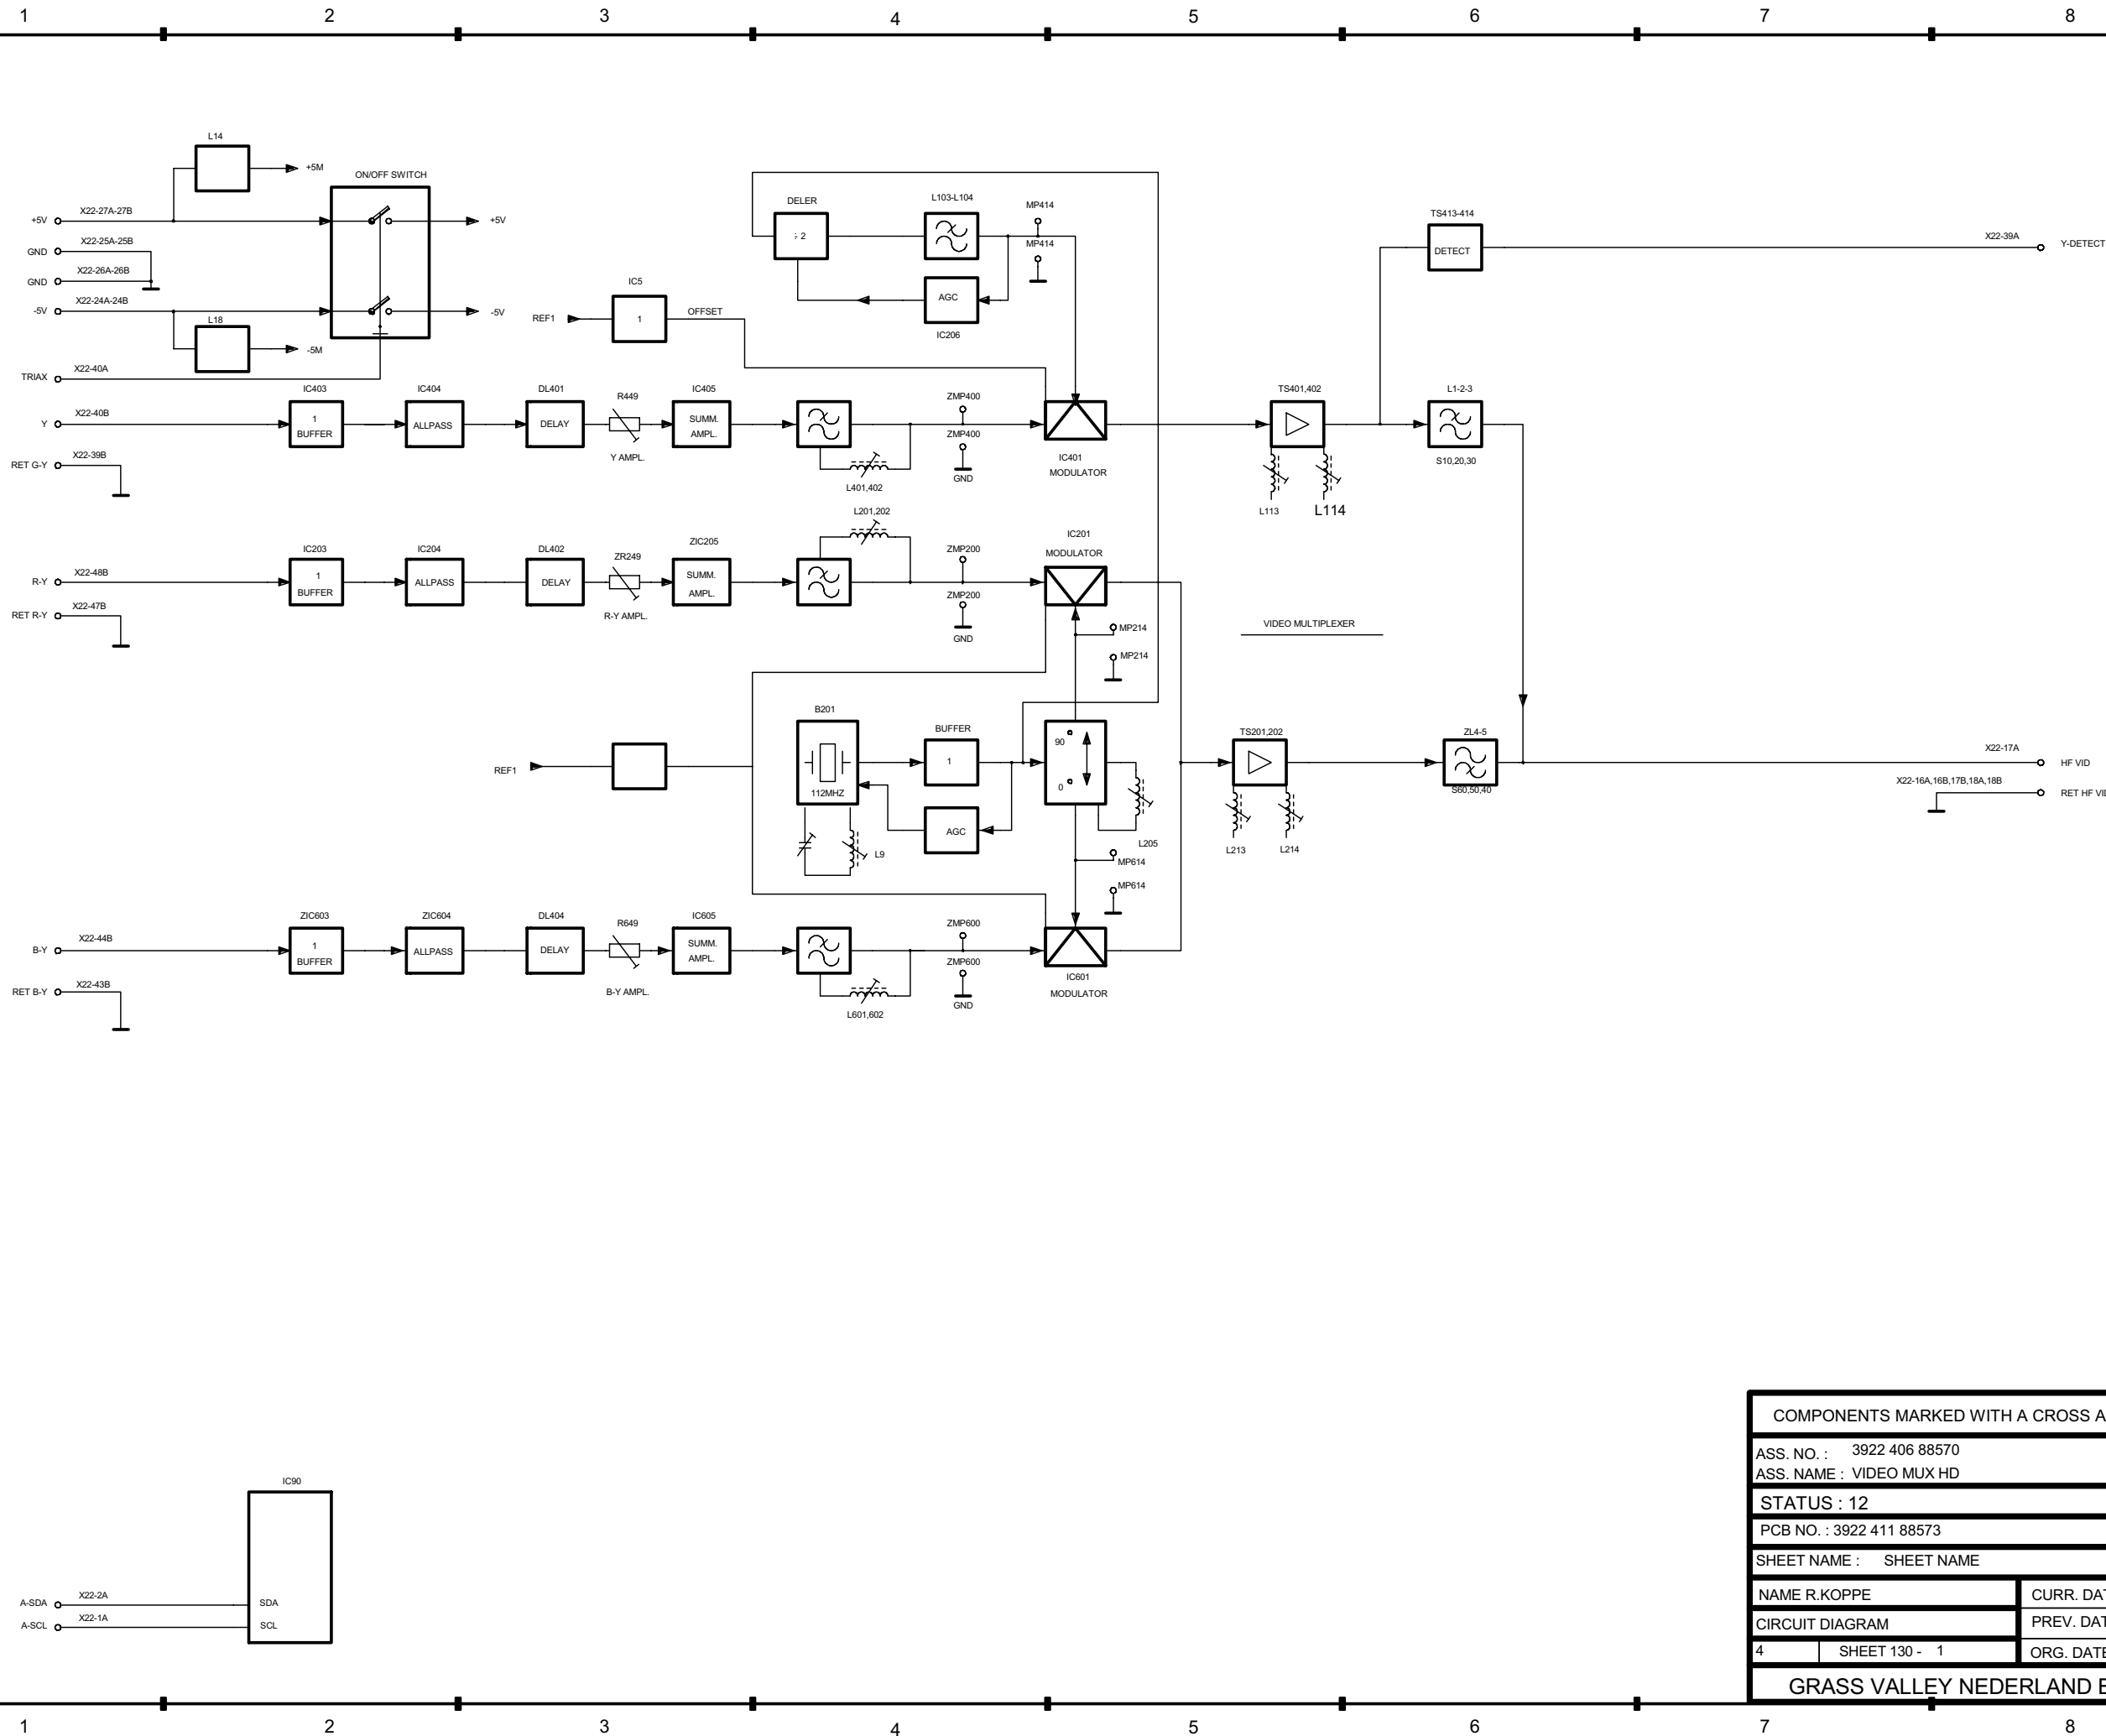 1 2 3 4 5 6 7 8
L14
+5M
ON/OFF SWITCH
+5V X22-27A-27B
+5V
GND X22-25A-25B
GND X22-26A-26B
-5V X22-24A-24B
-5V
L18
-5M
TRIAX X22-40A
DELER
÷ 2
L103-L104
MP414
MP414
AGC
IC206
IC5
REF1
1
OFFSET
TS413-414
DETECT
X22-39A
Y-DETECT
Y X22-40B
IC403
1
BUFFER
IC404
ALLPASS
DL401
DELAY
R449
Y AMPL.
IC405
SUMM.
AMPL.
L401,402
ZMP400
ZMP400
GND
IC401
MODULATOR
TS401,402
L113
L114
L1-2-3
S10,20,30
RET G-Y X22-39B
R-Y X22-48B
IC203
1
BUFFER
IC204
ALLPASS
DL402
DELAY
ZR249
R-Y AMPL.
ZIC205
SUMM.
AMPL.
L201,202
ZMP200
ZMP200
GND
IC201
MODULATOR
RET R-Y X22-47B
MP214
MP214
VIDEO MULTIPLEXER
REF1
B201
112MHZ
L9
BUFFER
1
AGC
90
0
L205
MP614
MP614
TS201,202
L213
L214
ZL4-5
S60,50,40
X22-17A
HF VID
X22-16A,16B,17B,18A,18B
RET HF VI
B-Y X22-44B
ZIC603
1
BUFFER
ZIC604
ALLPASS
DL404
DELAY
R649
B-Y AMPL.
IC605
SUMM.
AMPL.
L601,602
ZMP600
ZMP600
GND
IC601
MODULATOR
RET B-Y X22-43B
IC90
A-SDA X22-2A SDA
A-SCL X22-1A SCL
COMPONENTS MARKED WITH A CROSS A
ASS. NO. : 3922 406 88570
ASS. NAME : VIDEO MUX HD
STATUS : 12
PCB NO. : 3922 411 88573
SHEET NAME : SHEET NAME
NAME R.KOPPE CURR. DAT
CIRCUIT DIAGRAM PREV. DAT
4 SHEET 130 - 1 ORG. DATE
GRASS VALLEY NEDERLAND B
1 2 3 4 5 6 7 8